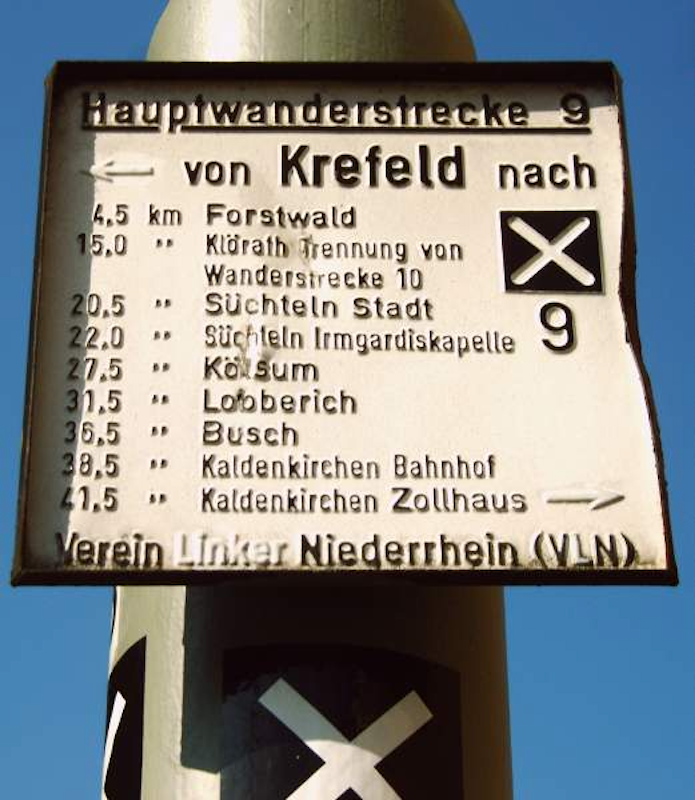 Hauptwanderstrecke 9
← von Krefeld nach
4,5 km Forstwald
15,0 " Klörath Trennung von
Wanderstrecke 10
20,5 " Süchteln Stadt
22,0 " Süchteln Irmgardiskapelle
9
27,5 " Kölsum
31,5 " Lobberich
36,5 " Busch
38,5 " Kaldenkirchen Bahnhof
41,5 " Kaldenkirchen Zollhaus →
Verein Linker Niederrhein (VLN)